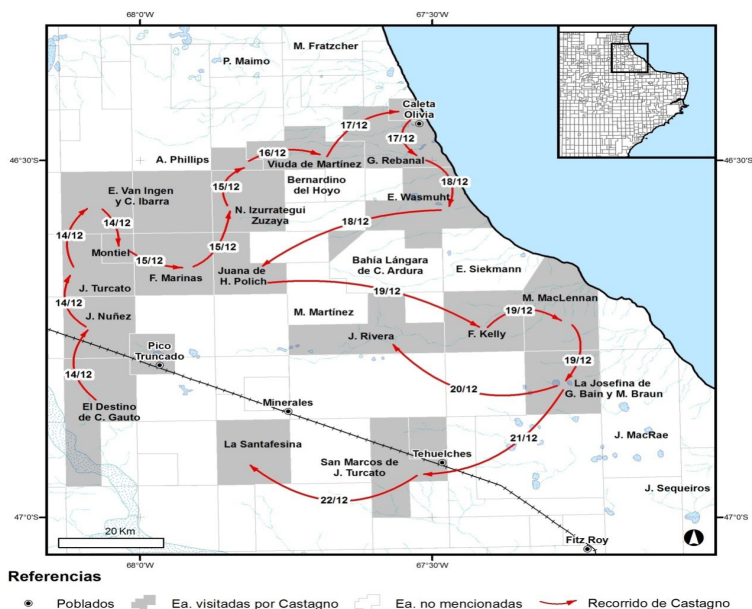 68°0'W
67°30'W
M. Fratzcher
P. Maimo
Caleta
Olivia
17/12
17/12
46°30'S
46°30'S
A. Phillips
16/12
Viuda de Martínez
G. Rebanal
E. Van Ingen
y C. Ibarra
15/12
Bernardino
del Hoyo
18/12
E. Wasmuht
N. Izurrategui
Zuzaya
14/12
14/12
18/12
Montiel
15/12
15/12
F. Marinas
Juana de
H. Polich
Bahía Lángara
de C. Ardura
E. Siekmann
J. Turcato
19/12
M. MacLennan
14/12
J. Nuñez
M. Martínez
19/12
F. Kelly
J. Rivera
Pico
Truncado
19/12
14/12
20/12
La Josefina de
G. Bain y M. Braun
El Destino
de C. Gauto
Minerales
21/12
J. MacRae
La Santafesina
Tehuelches
San Marcos de
J. Turcato
J. Sequeiros
22/12
47°0'S
47°0'S
20 Km
Fitz Roy
68°0'W
67°30'W
Referencias
Poblados
Ea. visitadas por Castagno
Ea. no mencionadas
Recorrido de Castagno